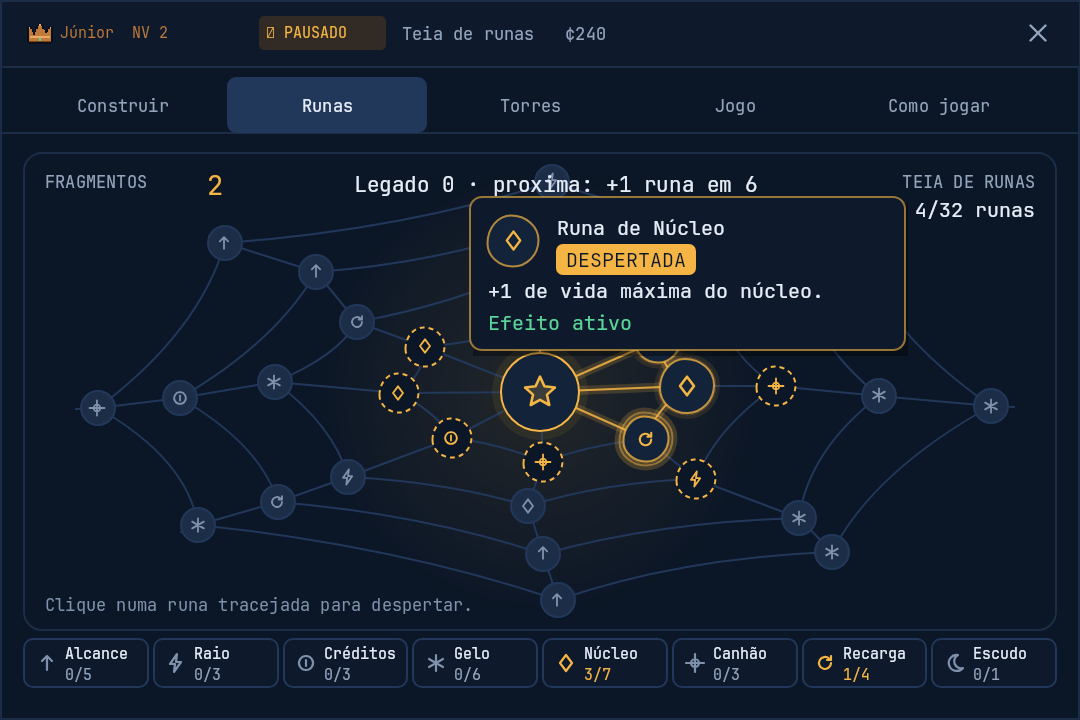 Júnior NV 2 PAUSADO Teia de runas ₵240
Construir Runas Torres Jogo Como jogar
FRAGMENTOS 2 Legado 0 · proxima: +1 runa em 6 TEIA DE RUNAS
4/32 runas
Runa de Núcleo
DESPERTADA
+1 de vida máxima do núcleo.
Efeito ativo
Clique numa runa tracejada para despertar.
Alcance Raio Créditos Gelo Núcleo Canhão Recarga Escudo
0/5 0/3 0/3 0/6 3/7 0/3 1/4 0/1